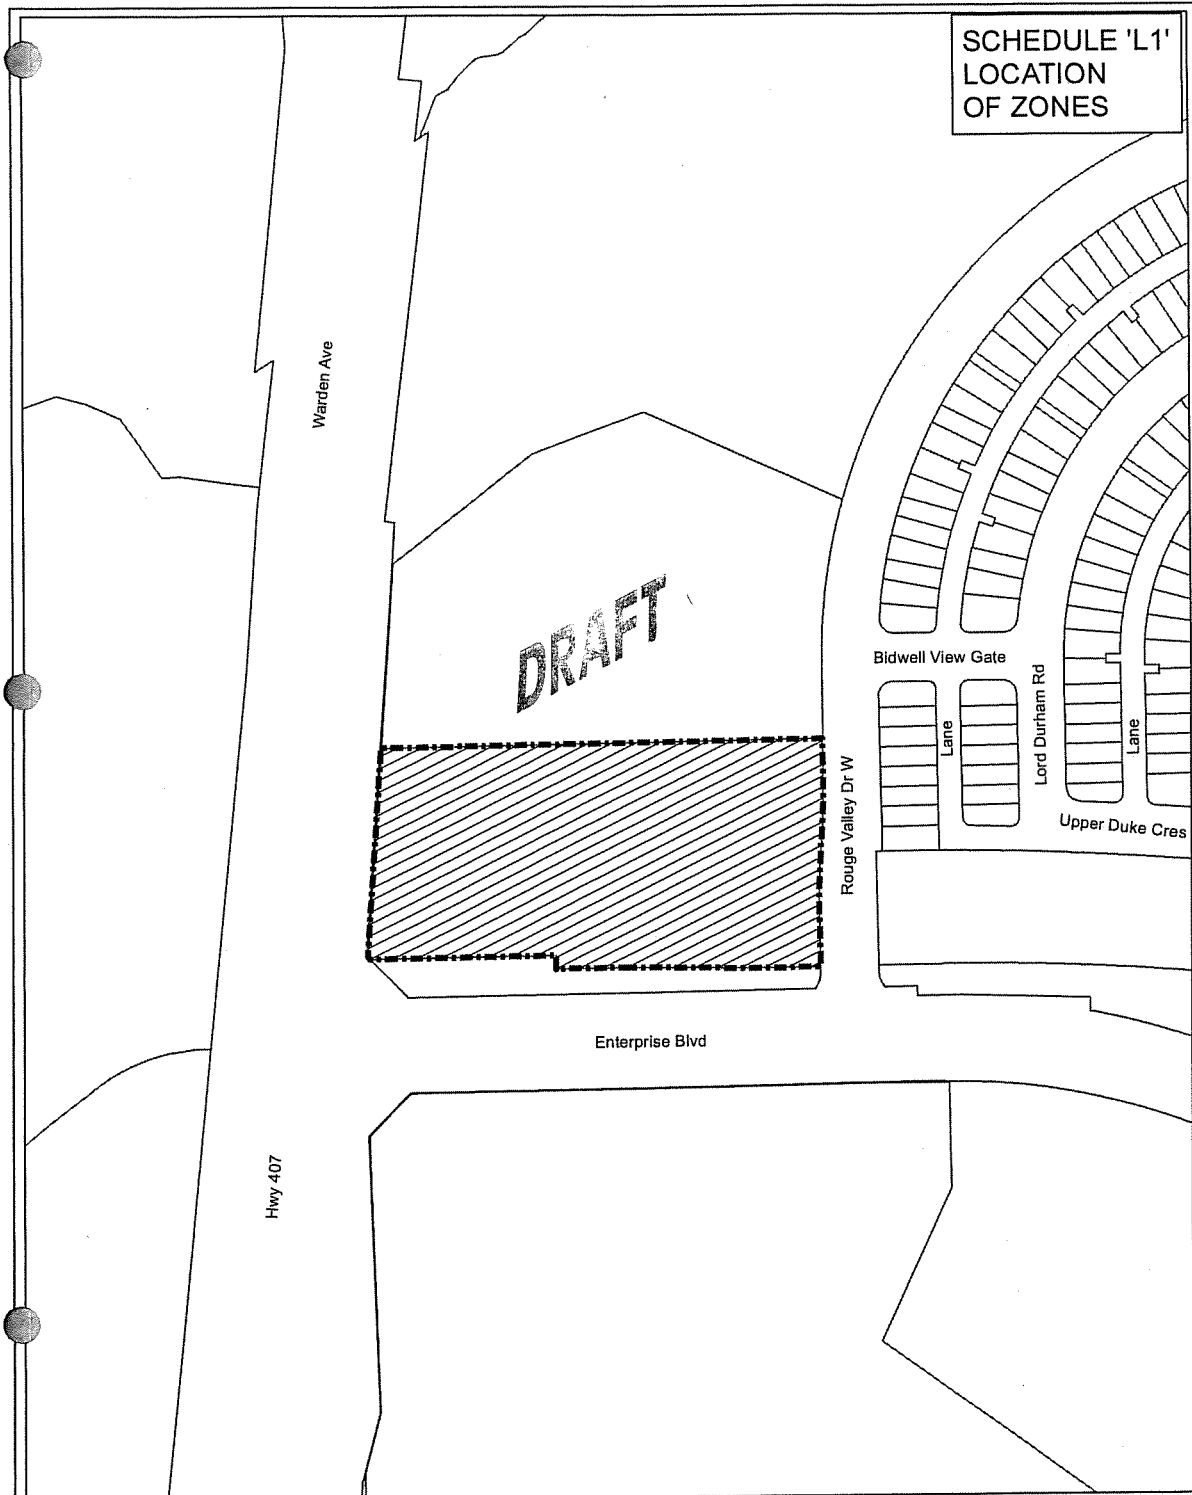 SCHEDULE 'L1'
LOCATION
OF ZONES
Warden Ave
DRAFT
Bidwell View Gate
Lane
Lord Durham Rd
Lane
Rouge Valley Dr W
Upper Duke Cres
Enterprise Blvd
Hwy 407